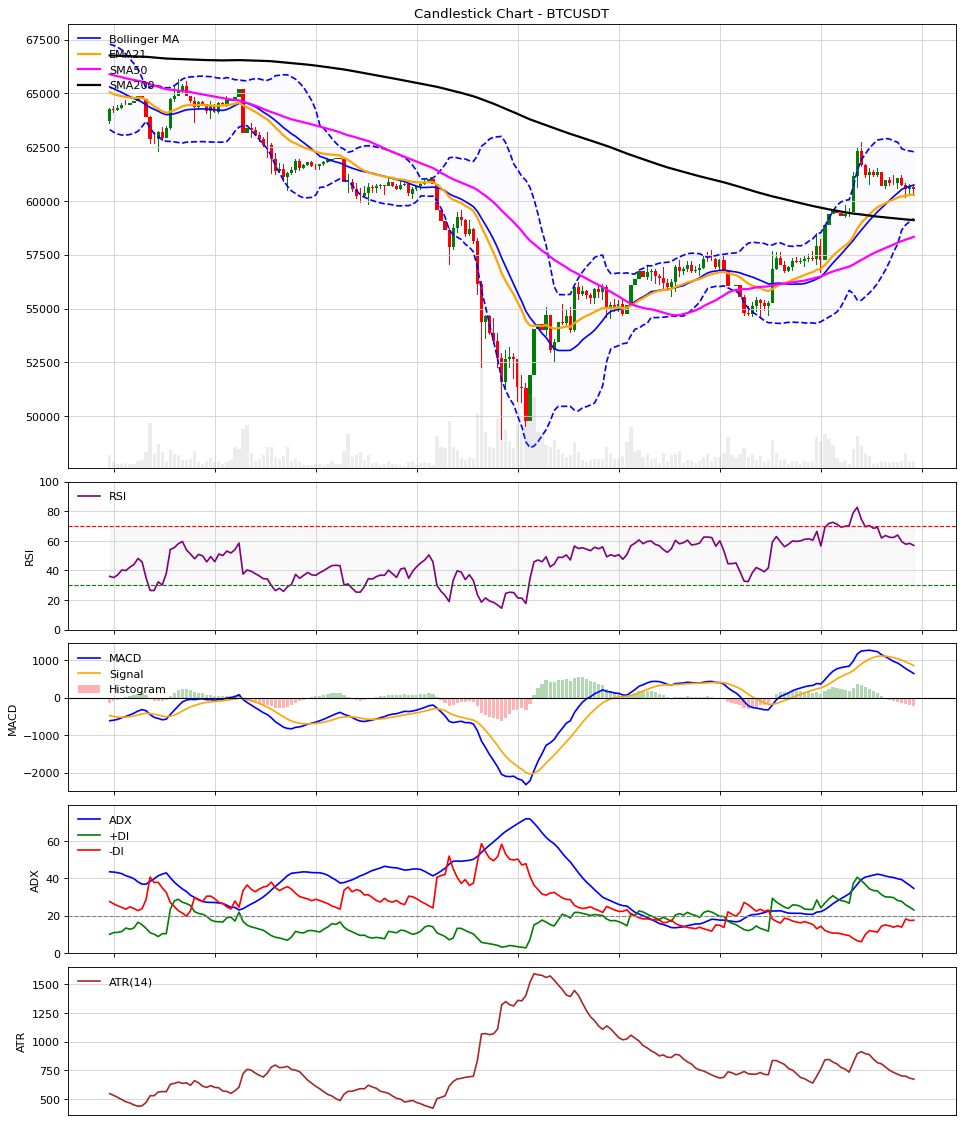 Candlestick Chart - BTCUSDT
67500
65000
62500
60000
57500
55000
52500
50000
Bollinger MA
EMA21
SMA50
SMA200
100
80
60
40
20
0
RSI
RSI
1000
0
−1000
−2000
MACD
MACD
Signal
Histogram
60
40
20
0
ADX
ADX
+DI
-DI
1500
1250
1000
750
500
ATR
ATR(14)